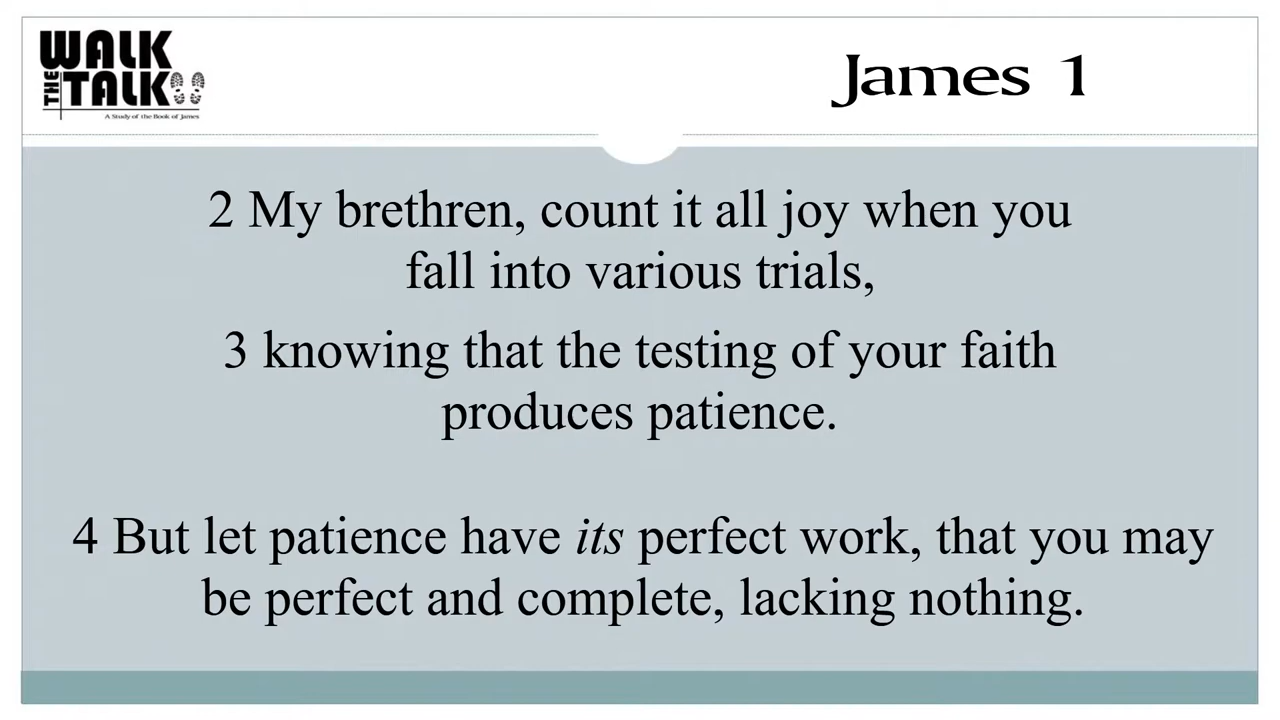 WALK
THE TALK
A Study of the Book of James
James 1
2 My brethren, count it all joy when you
fall into various trials,
3 knowing that the testing of your faith
produces patience.
4 But let patience have its perfect work, that you may
be perfect and complete, lacking nothing.